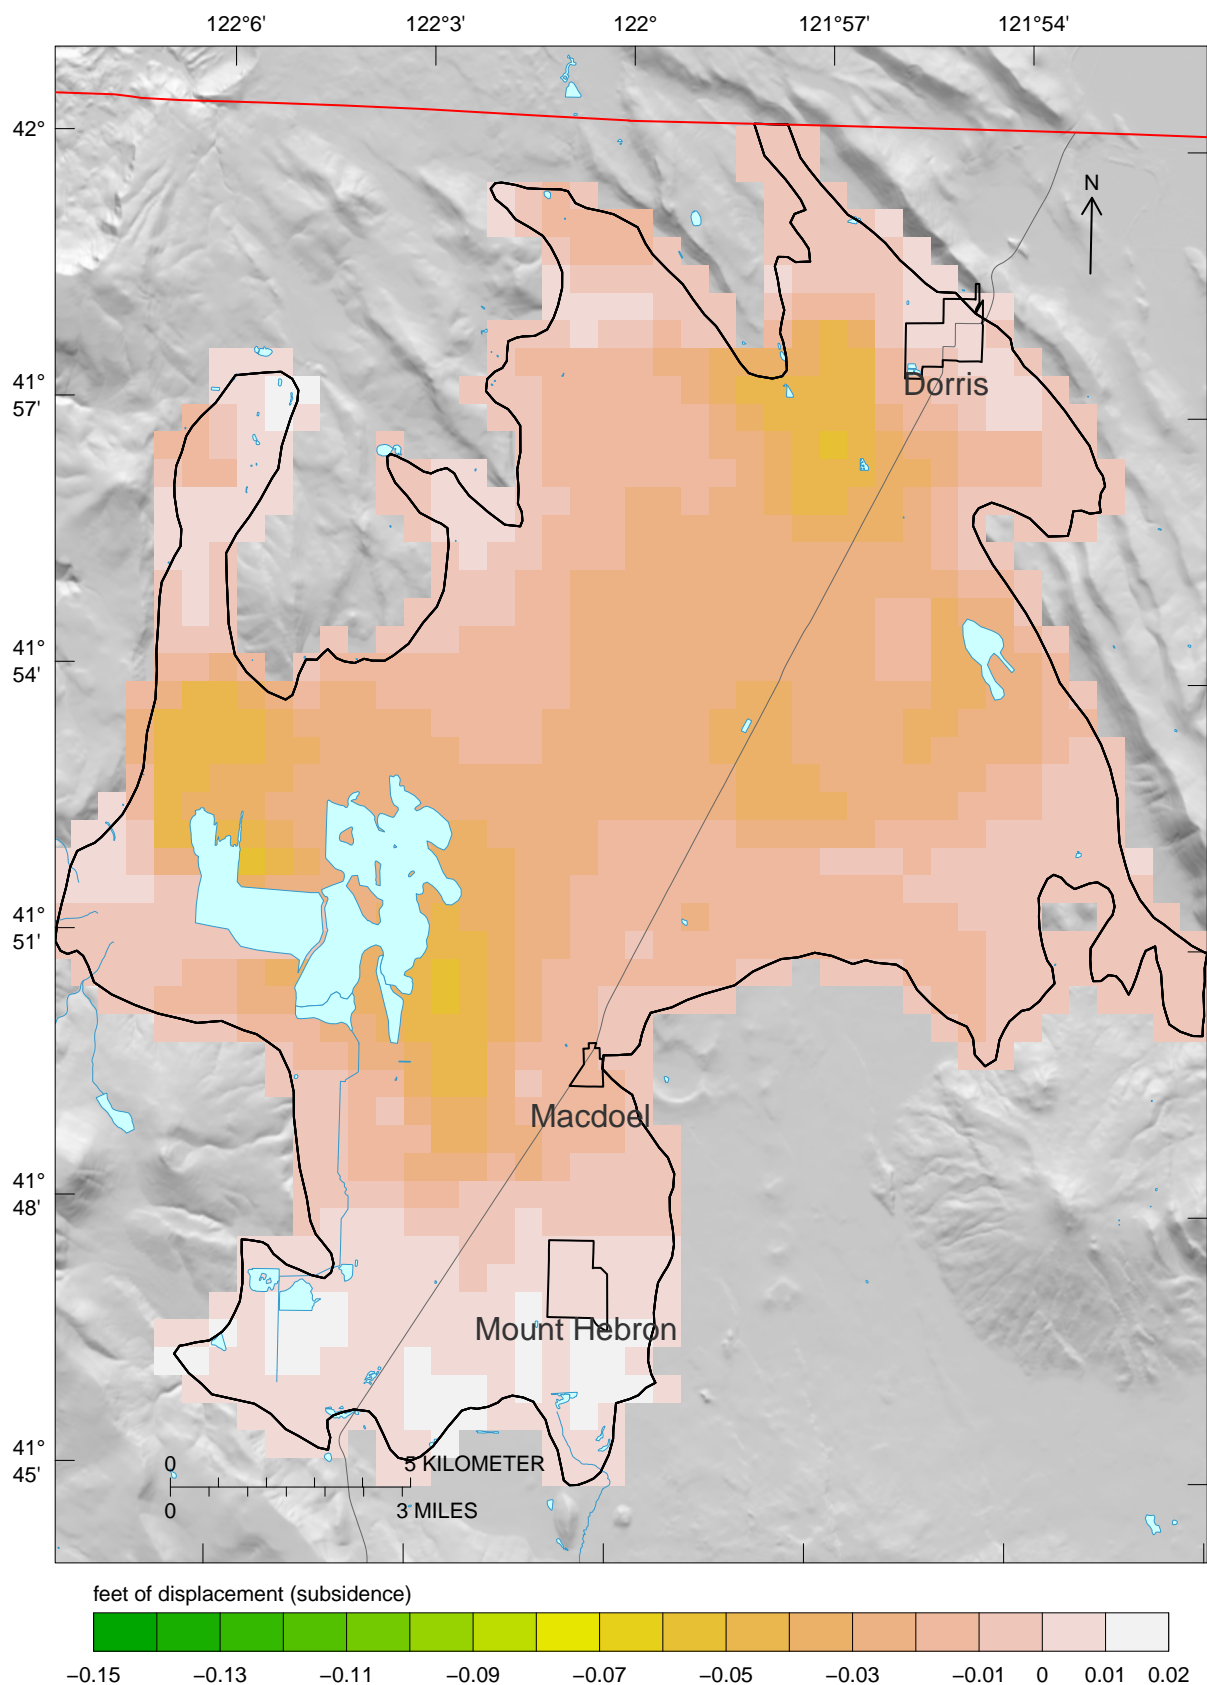 122°6' 122°3' 122° 121°57' 121°54'
42°
N
41°
57'
Dorris
41°
54'
41°
51'
Macdoel
41°
48'
Mount Hebron
41°
45'
0 5 KILOMETER
0 3 MILES
feet of displacement (subsidence)
−0.15 −0.13 −0.11 −0.09 −0.07 −0.05 −0.03 −0.01 0 0.01 0.02